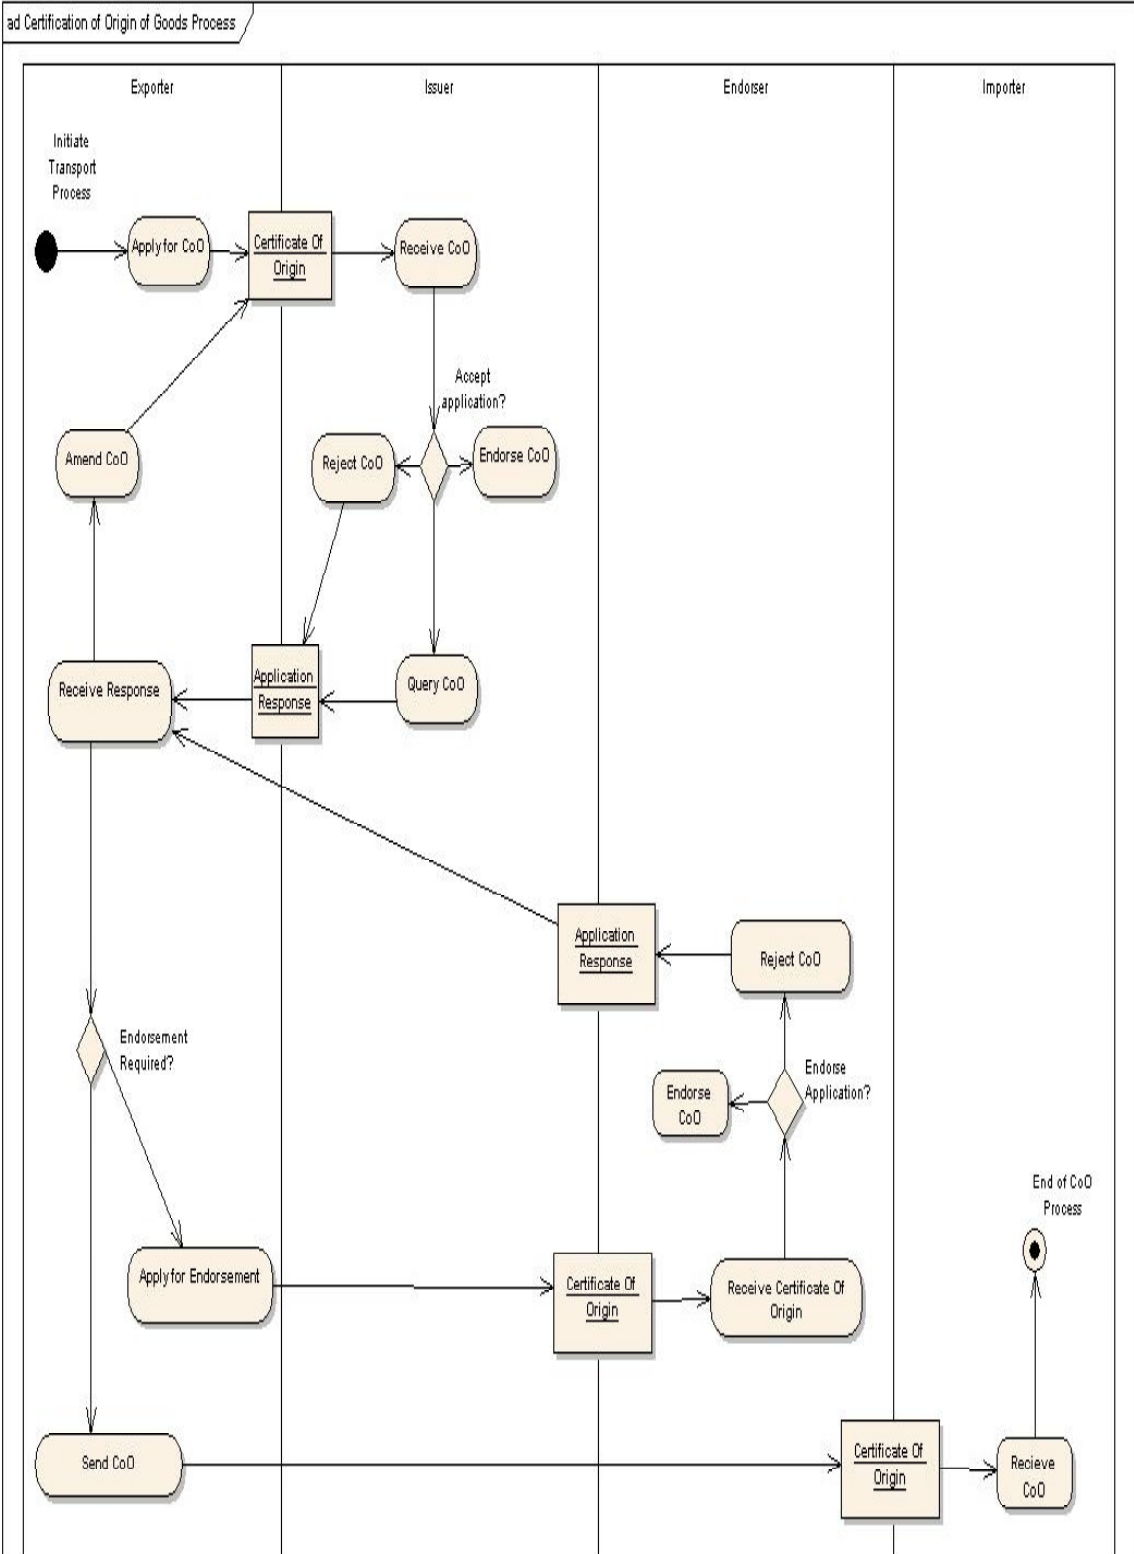 ad Certification of Origin of Goods Process
Exporter
Issuer
Endorser
Importer
Initiate
Transport
Process
Apply for CoO
Certificate Of
Origin
Receive CoO
Accept
application?
Amend CoO
Reject CoO
Endorse CoO
Receive Response
Application
Response
Query CoO
Application
Response
Reject CoO
Endorsement
Required?
Endorse
CoO
Endorse
Application?
End of CoO
Process
Apply for Endorsement
Certificate Of
Origin
Receive Certificate Of
Origin
Send CoO
Certificate Of
Origin
Recieve
CoO